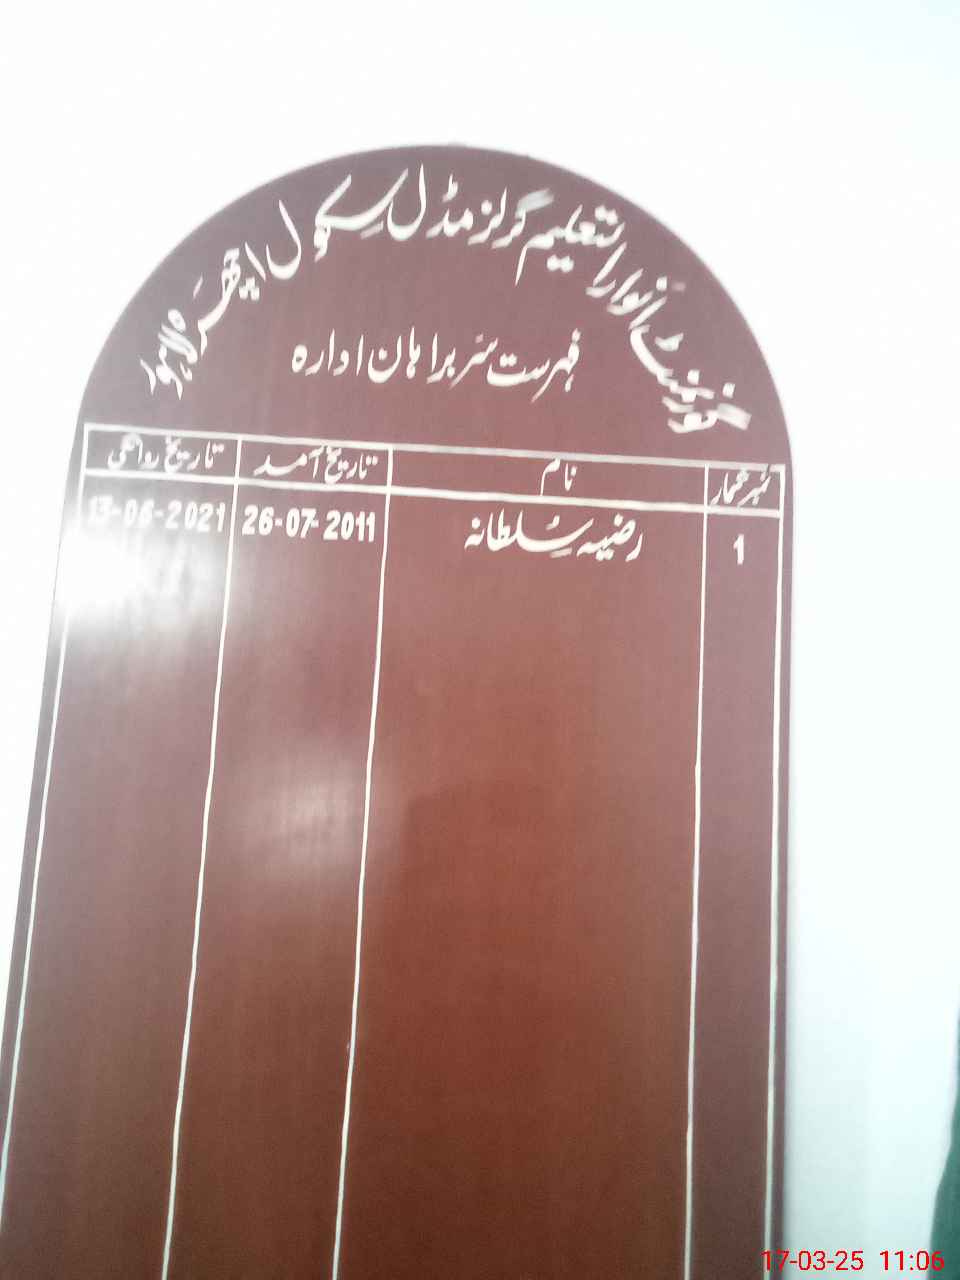 گورنمنٹ انوار التعلیم گرلز مڈل سکول اچھرہ لاہور
فہرست سربراہان ادارہ
نمبر شمار نام تاریخ آمد تاریخ روانگی
1 رضیہ سلطانہ 26-07-2011 13-06-2021
17-03-25 11:06